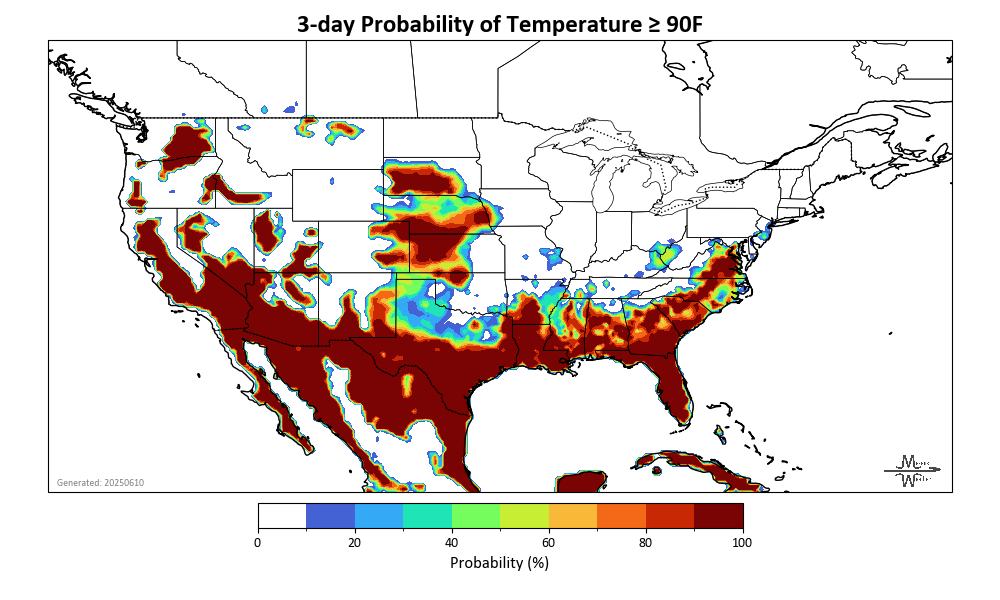 3-day Probability of Temperature ≥ 90F
Generated: 20250610
0 20 40 60 80 100
Probability (%)